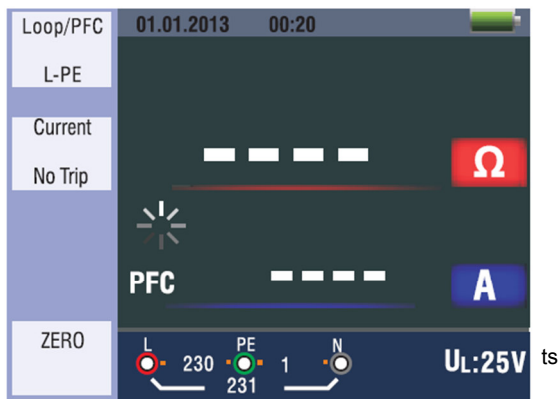 Loop/PFC
L-PE
Current
No Trip
ZERO
01.01.2013 00:20
---- Ω
PFC ---- A
L PE N
230 1
231
UL:25V
ts